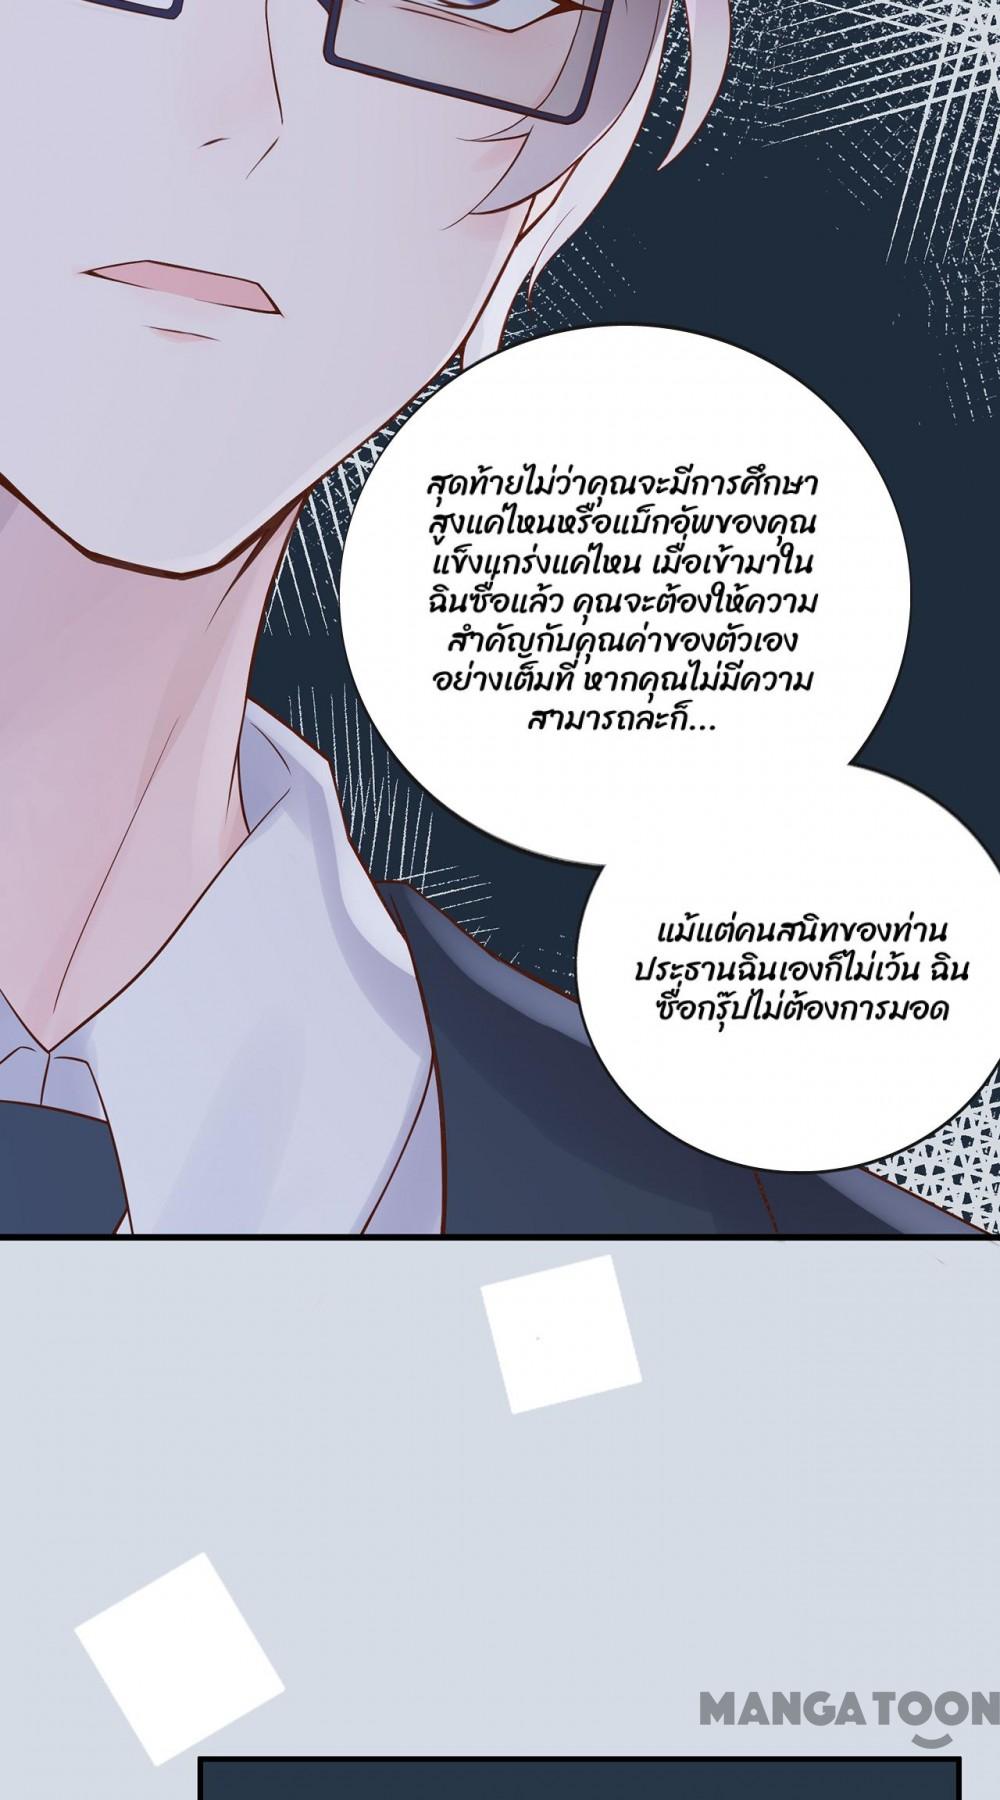 สุดท้ายไม่ว่าคุณจะมีการศึกษา
สูงแค่ไหนหรือแบ็กอัพของคุณ
แข็งแกร่งแค่ไหน เมื่อเข้ามาใน
ฉินซื่อแล้ว คุณจะต้องให้ความ
สำคัญกับคุณค่าของตัวเอง
อย่างเต็มที่ หากคุณไม่มีความ
สามารถละก็...
แม้แต่คนสนิทของท่าน
ประธานฉินเองก็ไม่เว้น ฉิน
ซื่อกรุ๊ปไม่ต้องการมอด
MANGATOON